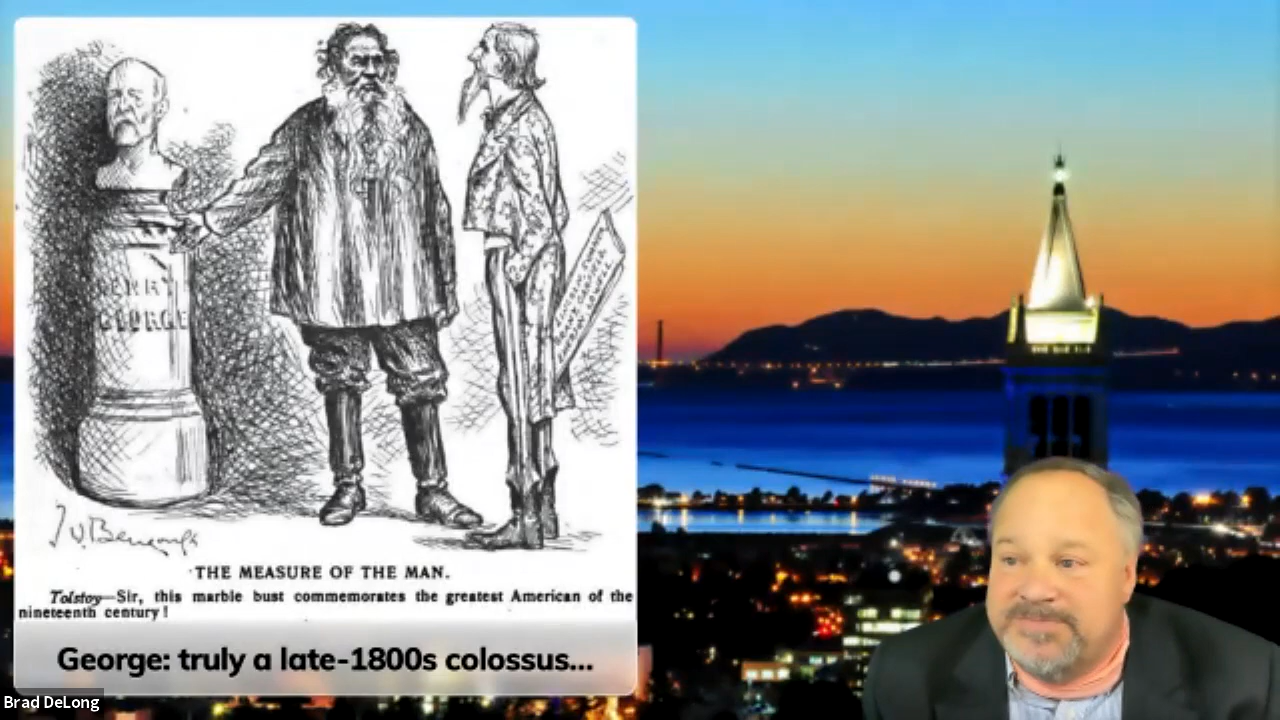 HENRY
GEORGE
J.W. Bengough
THE MEASURE OF THE MAN.
Tolstoy—Sir, this marble bust commemorates the greatest American of the
nineteenth century!
George: truly a late-1800s colossus...
Brad DeLong